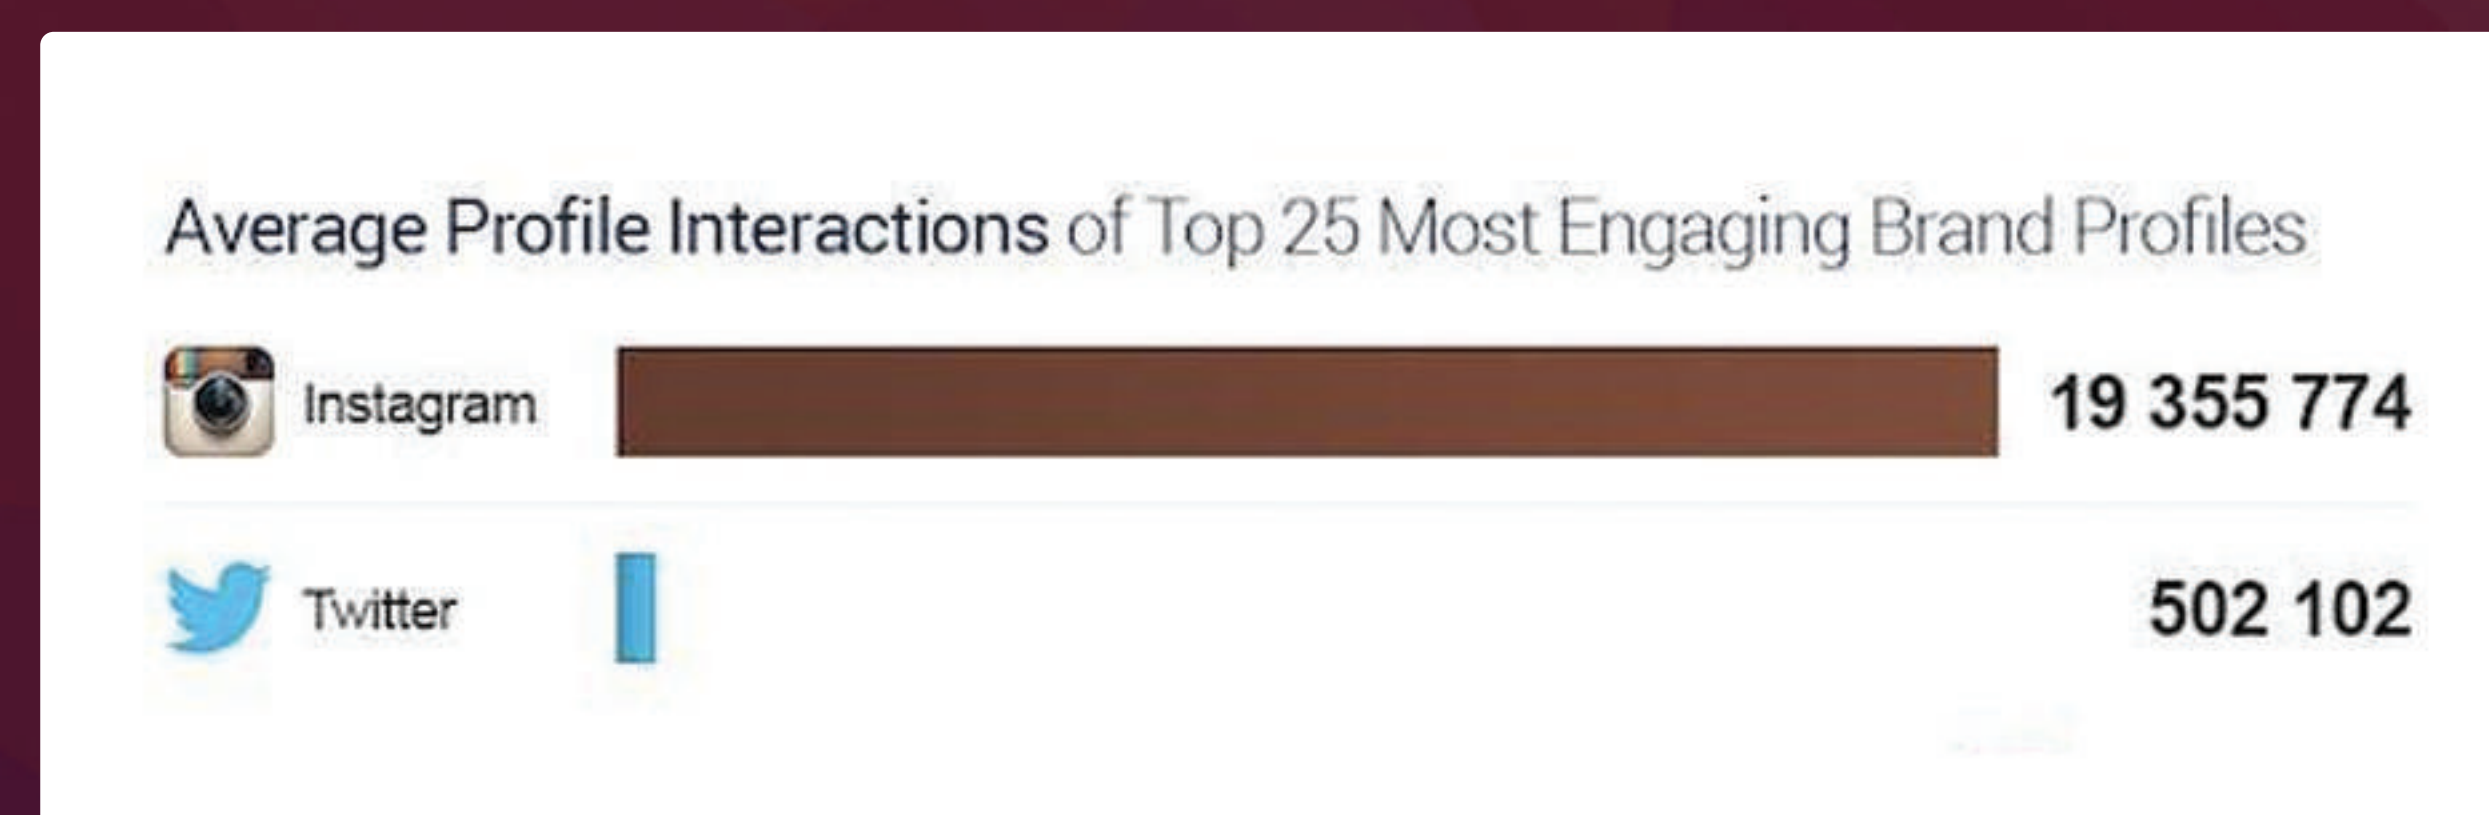 Average Profile Interactions of Top 25 Most Engaging Brand Profiles
Instagram 19 355 774
Twitter 502 102